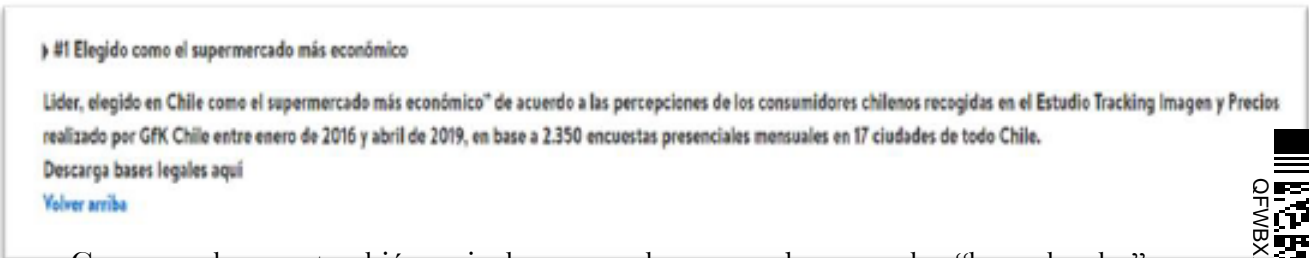 #1 Elegido como el supermercado más económico
Lider, elegido en Chile como el supermercado más económico" de acuerdo a las percepciones de los consumidores chilenos recogidas en el Estudio Tracking Imagen y Precios
realizado por GfK Chile entre enero de 2016 y abril de 2019, en base a 2.350 encuestas presenciales mensuales en 17 ciudades de todo Chile.
Descarga bases legales aquí
Volver arriba
QFWBX